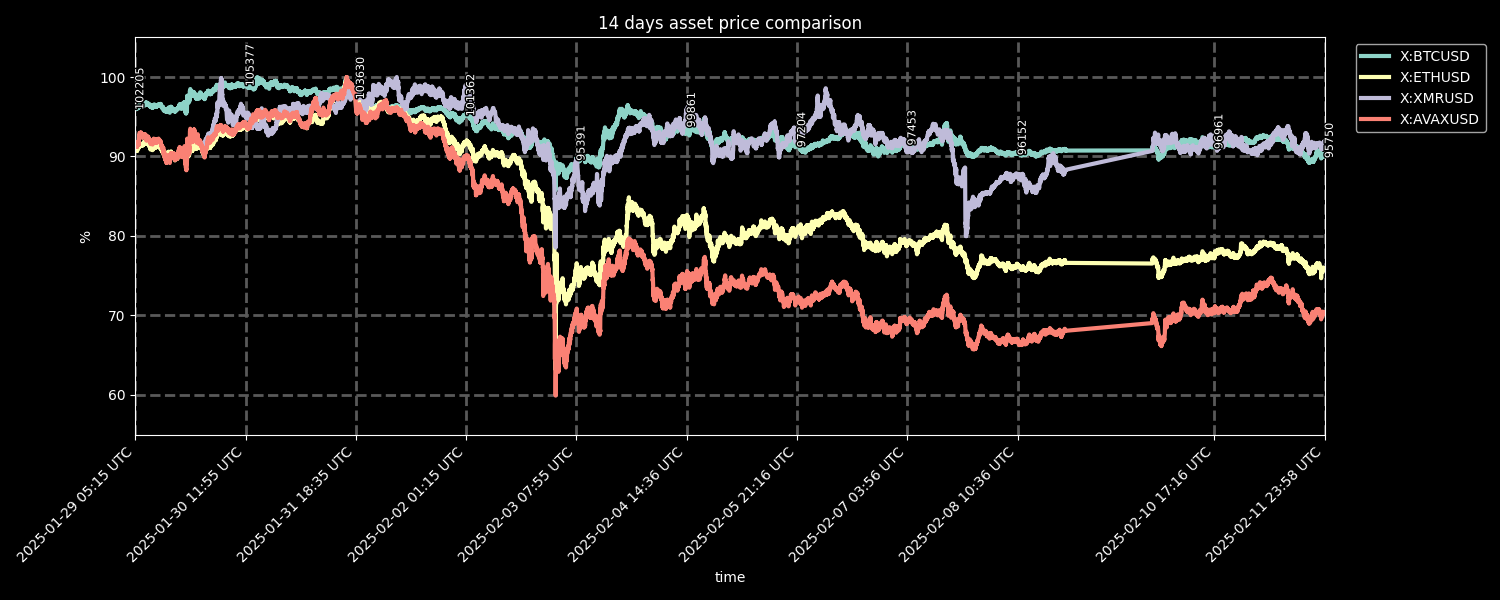 14 days asset price comparison
X:BTCUSD
X:ETHUSD
X:XMRUSD
X:AVAXUSD
100
90
80
70
60
%
102205
105377
103630
101362
95391
99861
97204
97453
96152
95750
2025-01-29 05:15 UTC
2025-01-30 11:55 UTC
2025-01-31 18:35 UTC
2025-02-02 01:15 UTC
2025-02-03 07:55 UTC
2025-02-04 14:36 UTC
2025-02-05 21:16 UTC
2025-02-07 03:56 UTC
2025-02-08 10:36 UTC
2025-02-10 17:16 UTC
2025-02-11 23:58 UTC
time